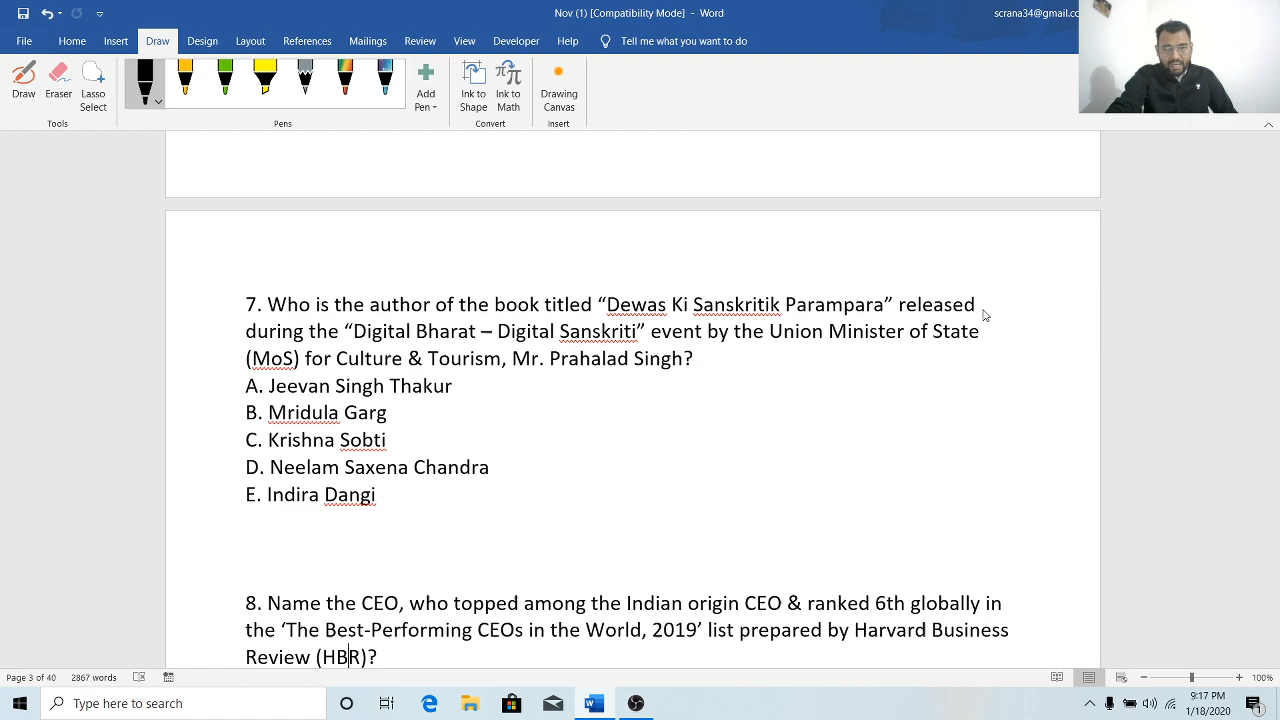 Nov (1) [Compatibility Mode] - Word
scrana34@gmail.co
File Home Insert Draw Design Layout References Mailings Review View Developer Help Tell me what you want to do
Draw
Eraser
Lasso
Select
Add
Pen
Ink to
Shape
Ink to
Math
Drawing
Canvas
Tools
Pens
Convert
Insert
7. Who is the author of the book titled “Dewas Ki Sanskritik Parampara” released
during the “Digital Bharat – Digital Sanskriti” event by the Union Minister of State
(MoS) for Culture & Tourism, Mr. Prahalad Singh?
A. Jeevan Singh Thakur
B. Mridula Garg
C. Krishna Sobti
D. Neelam Saxena Chandra
E. Indira Dangi
8. Name the CEO, who topped among the Indian origin CEO & ranked 6th globally in
the ‘The Best-Performing CEOs in the World, 2019’ list prepared by Harvard Business
Review (HBR)?
Page 3 of 40 2867 words
100%
Type here to search
9:17 PM
1/18/2020